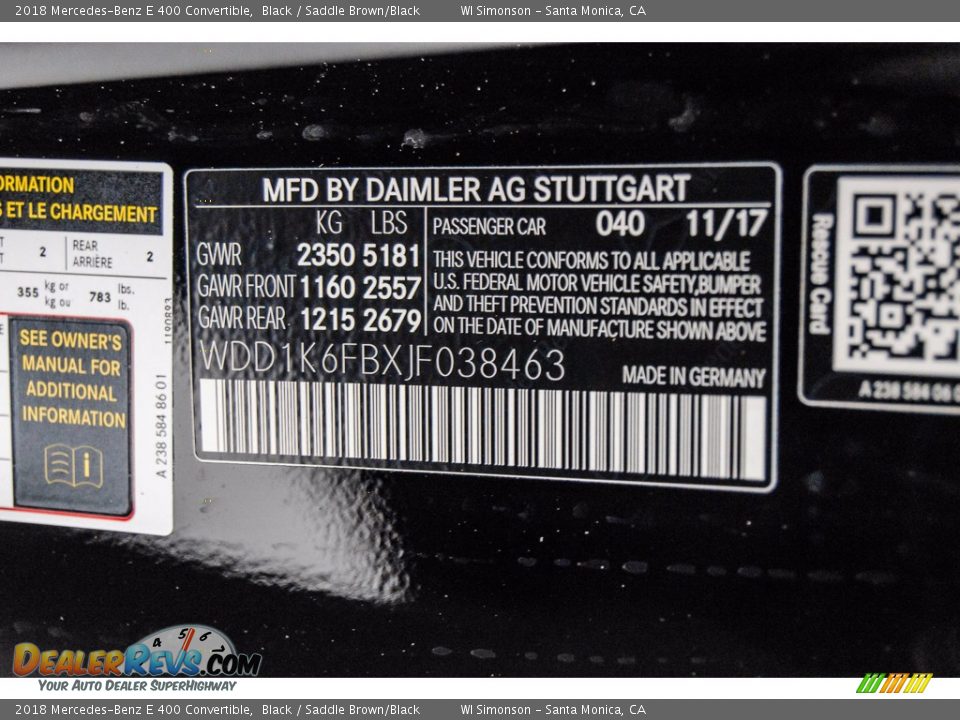 2018 Mercedes-Benz E 400 Convertible, Black / Saddle Brown/Black WI Simonson - Santa Monica, CA
ORMATION
S ET LE CHARGEMENT
2 REAR ARRIÈRE 2
355 kg or kg ou 783 lbs. lb.
SEE OWNER'S
MANUAL FOR
ADDITIONAL
INFORMATION
i
A 238 584 86 01
MFD BY DAIMLER AG STUTTGART
KG LBS
GVWR 2350 5181
GAWR FRONT 1160 2557
GAWR REAR 1215 2679
PASSENGER CAR 040 11/17
THIS VEHICLE CONFORMS TO ALL APPLICABLE
U.S. FEDERAL MOTOR VEHICLE SAFETY,BUMPER
AND THEFT PREVENTION STANDARDS IN EFFECT
ON THE DATE OF MANUFACTURE SHOWN ABOVE
WDD1K6FBXJF038463
MADE IN GERMANY
Rescue Card
A 238 584
4 5 6
DEALERREVS.COM
YOUR AUTO DEALER SUPERHIGHWAY
2018 Mercedes-Benz E 400 Convertible, Black / Saddle Brown/Black WI Simonson - Santa Monica, CA